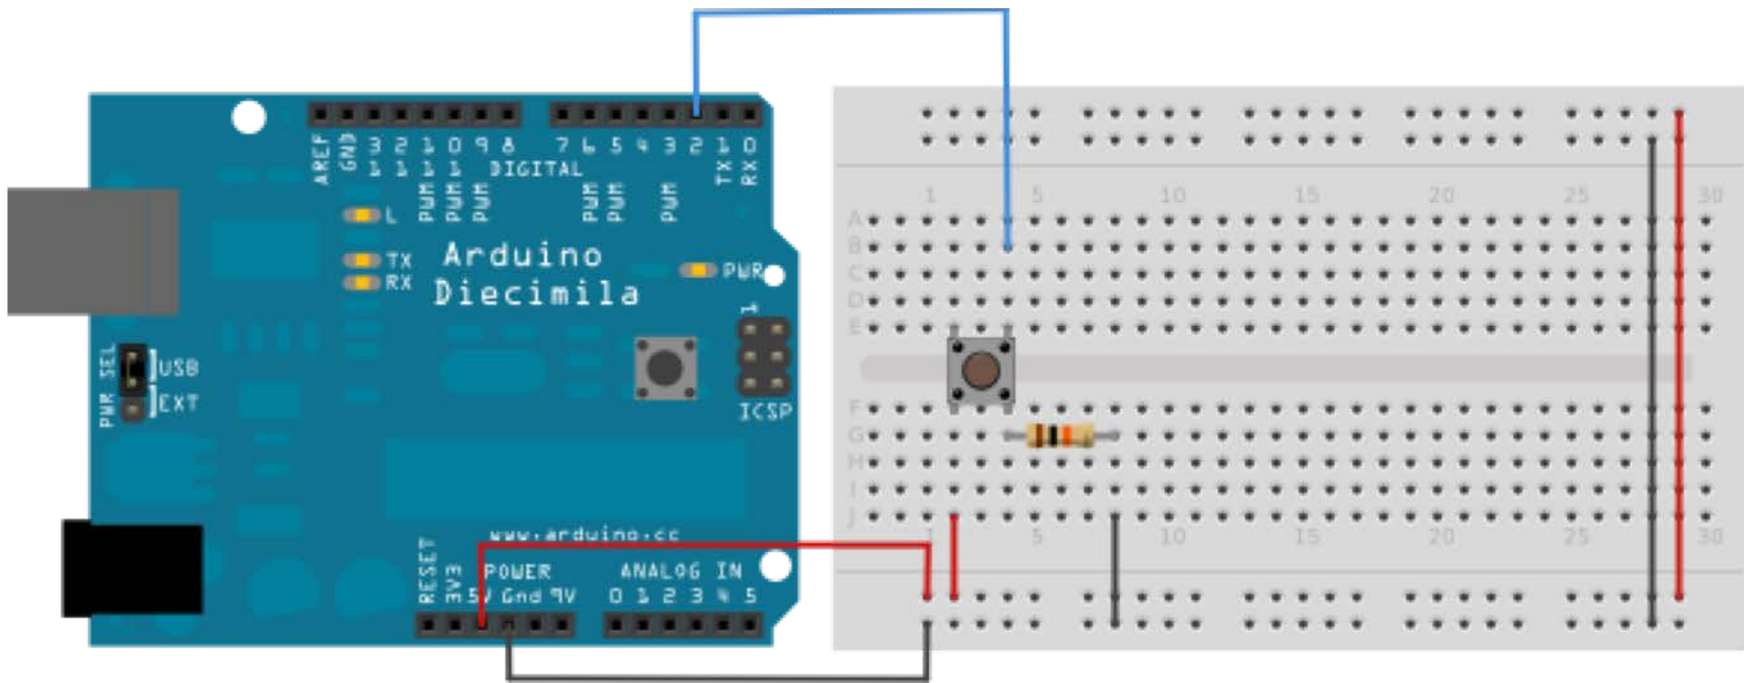 AREF GND 13 12 11 10 9 8 7 6 5 4 3 2 1 0
DIGITAL
PWM PWM PWM PWM PWM PWM TX RX
L
TX
RX
Arduino
Diecimila
PWR
1
ICSP
PWR SEL
USB
EXT
www.arduino.cc
POWER
RESET 3V3 5V Gnd 9V
ANALOG IN
0 1 2 3 4 5
1 5 10 15 20 25 30
A
B
C
D
E
F
G
H
I
J
1 5 10 15 20 25 30